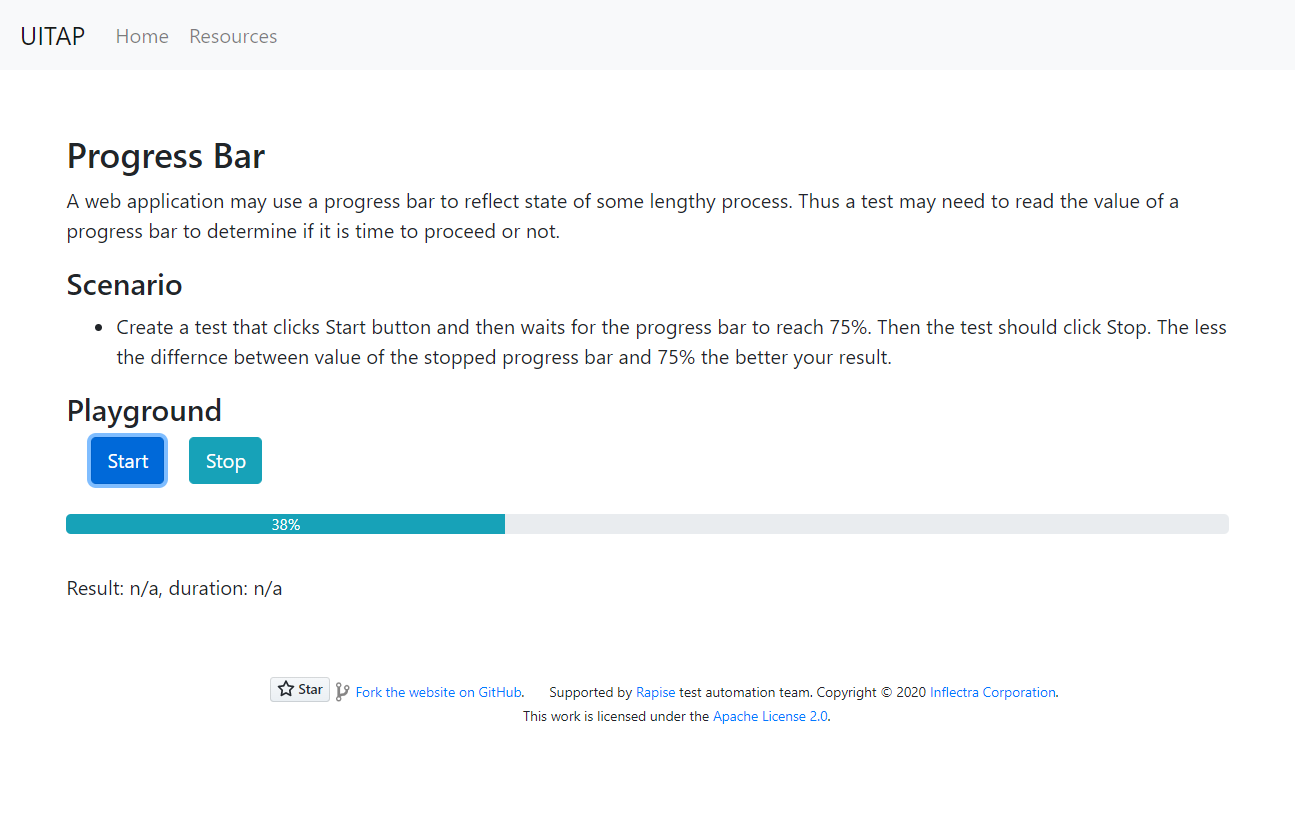 UITAP Home Resources
Progress Bar
A web application may use a progress bar to reflect state of some lengthy process. Thus a test may need to read the value of a
progress bar to determine if it is time to proceed or not.
Scenario
Create a test that clicks Start button and then waits for the progress bar to reach 75%. Then the test should click Stop. The less
the differnce between value of the stopped progress bar and 75% the better your result.
Playground
Start Stop
38%
Result: n/a, duration: n/a
Star Fork the website on GitHub. Supported by Rapise test automation team. Copyright © 2020 Inflectra Corporation.
This work is licensed under the Apache License 2.0.